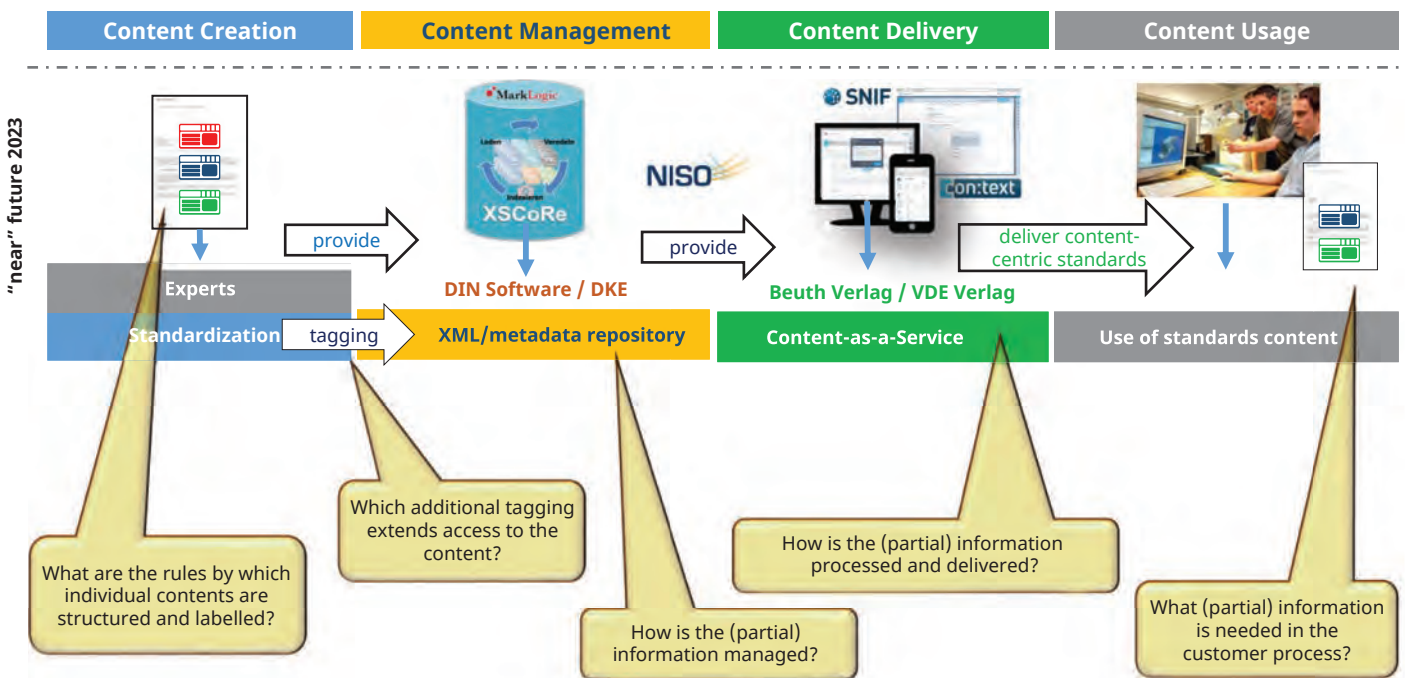 Content Creation
Content Management
Content Delivery
Content Usage
"near" future 2023
MarkLogic
Laden
Veredeln
Indexieren
XSCoRe
NISO
SNIF
con:text
provide
provide
deliver content-
centric standards
Experts
DIN Software / DKE
Beuth Verlag / VDE Verlag
Standardization
tagging
XML/metadata repository
Content-as-a-Service
Use of standards content
Which additional tagging
extends access to the
content?
How is the (partial) information
processed and delivered?
What are the rules by which
individual contents are
structured and labelled?
What (partial) information
is needed in the
customer process?
How is the (partial)
information managed?